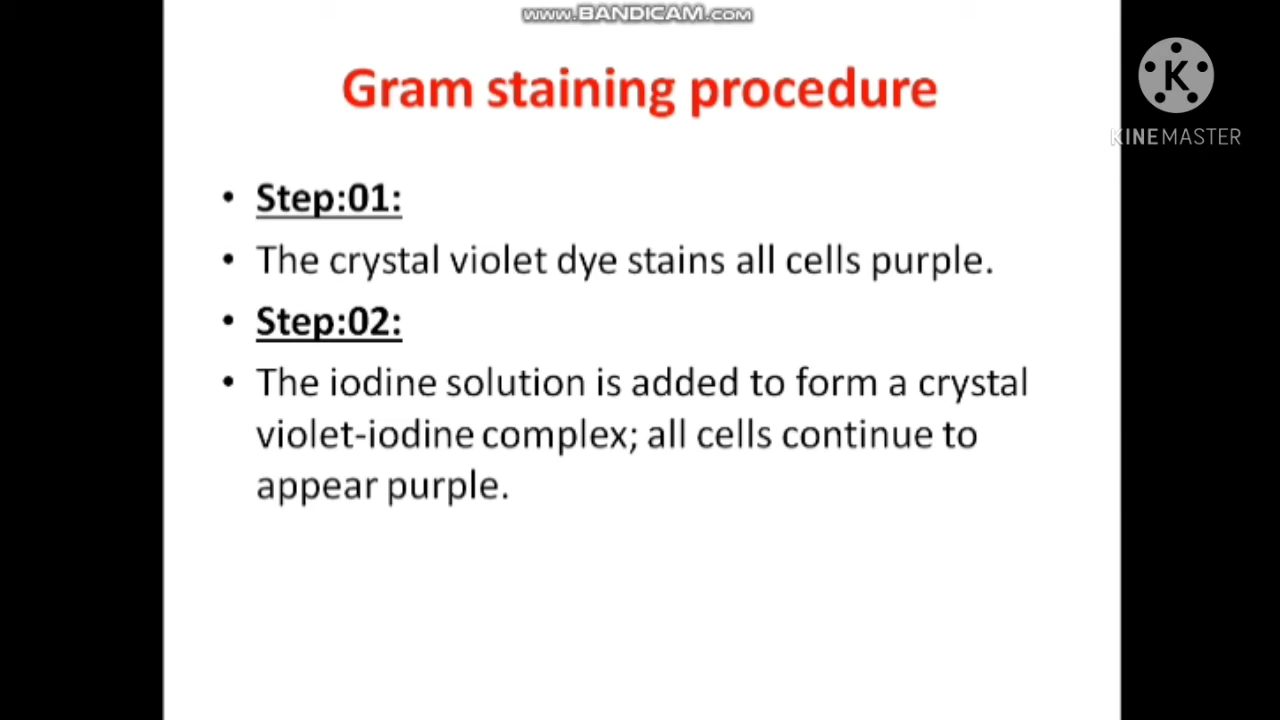 www.BANDICAM.com
Gram staining procedure
K
KINEMASTER
• Step:01:
• The crystal violet dye stains all cells purple.
• Step:02:
• The iodine solution is added to form a crystal
violet-iodine complex; all cells continue to
appear purple.